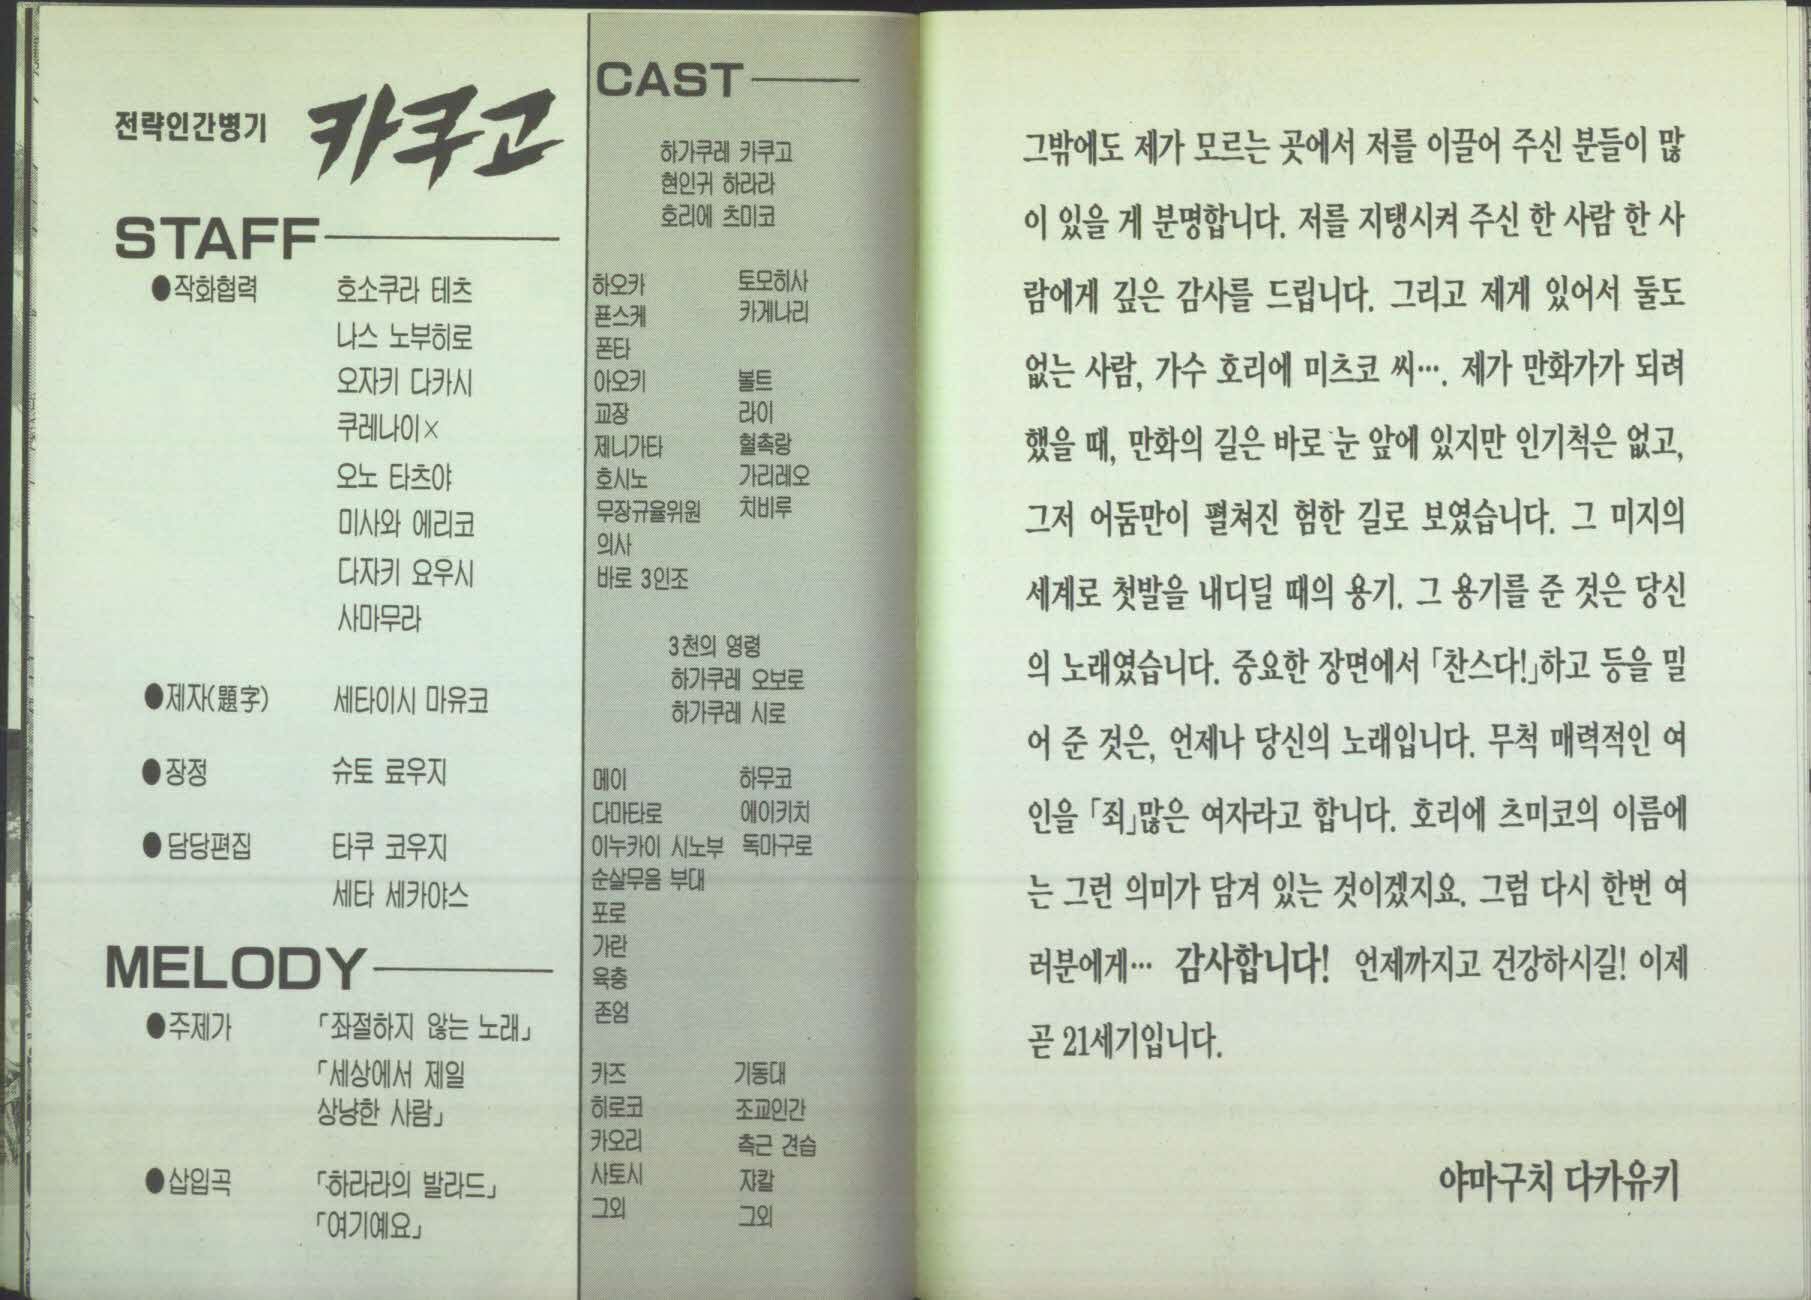 전략인간병기 카쿠고
STAFF
●작화협력 호소쿠라 테츠
나스 노부히로
오자키 다카시
쿠레나이×
오노 타츠야
미사와 에리코
다자키 요우시
사마무라
●제자(題字) 세타이시 마유코
●장정 슈토 료우지
●담당편집 타쿠 코우지
세타 세카야스
MELODY
●주제가 「좌절하지 않는 노래」
「세상에서 제일
상냥한 사람」
●삽입곡 「하라라의 발라드」
「여기예요」
CAST
하가쿠레 카쿠고
현인귀 하라라
호리에 츠미코
하오카 토모히사
푠스케 카게나리
폰타
아오키 볼트
교장 라이
제니가타 혈촉랑
호시노 가리레오
무장규율위원 치비루
의사
바로 3인조
3천의 영령
하가쿠레 오보로
하가쿠레 시로
메이 하무코
다마타로 에이키치
이누카이 시노부 독마구로
순살무음 부대
포로
가란
육충
존엄
카즈 기동대
히로코 조교인간
카오리 측근 견습
사토시 쟈칼
그외 그외
그밖에도 제가 모르는 곳에서 저를 이끌어 주신 분들이 많
이 있을 게 분명합니다. 저를 지탱시켜 주신 한 사람 한 사
람에게 깊은 감사를 드립니다. 그리고 제게 있어서 둘도
없는 사람, 가수 호리에 미츠코 씨…. 제가 만화가가 되려
했을 때, 만화의 길은 바로 눈 앞에 있지만 인기척은 없고,
그저 어둠만이 펼쳐진 험한 길로 보였습니다. 그 미지의
세계로 첫발을 내디딜 때의 용기. 그 용기를 준 것은 당신
의 노래였습니다. 중요한 장면에서 「찬스다!」하고 등을 밀
어 준 것은, 언제나 당신의 노래입니다. 무척 매력적인 여
인을 「죄」많은 여자라고 합니다. 호리에 츠미코의 이름에
는 그런 의미가 담겨 있는 것이겠지요. 그럼 다시 한번 여
러분에게… 감사합니다! 언제까지고 건강하시길! 이제
곧 21세기입니다.
야마구치 다카유키